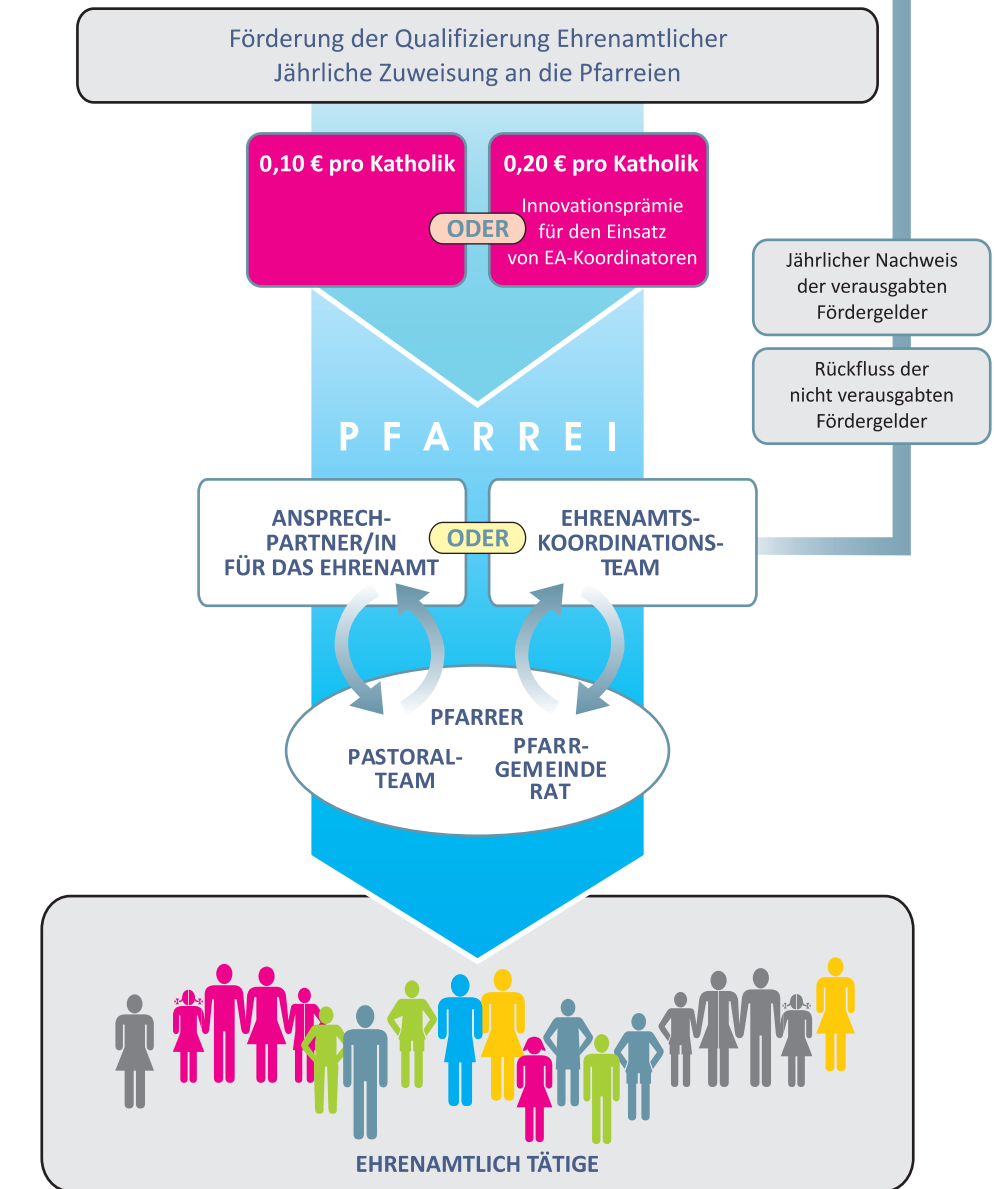 Förderung der Qualifizierung Ehrenamtlicher
Jährliche Zuweisung an die Pfarreien
0,10 € pro Katholik
ODER
0,20 € pro Katholik
Innovationsprämie
für den Einsatz
von EA-Koordinatoren
Jährlicher Nachweis
der verausgabten
Fördergelder
Rückfluss der
nicht verausgabten
Fördergelder
PFARREI
ANSPRECH-
PARTNER/IN
FÜR DAS EHRENAMT
ODER
EHRENAMTS-
KOORDINATIONS-
TEAM
PFARRER
PASTORAL-
TEAM
PFARR-
GEMEINDE
RAT
EHRENAMTLICH TÄTIGE